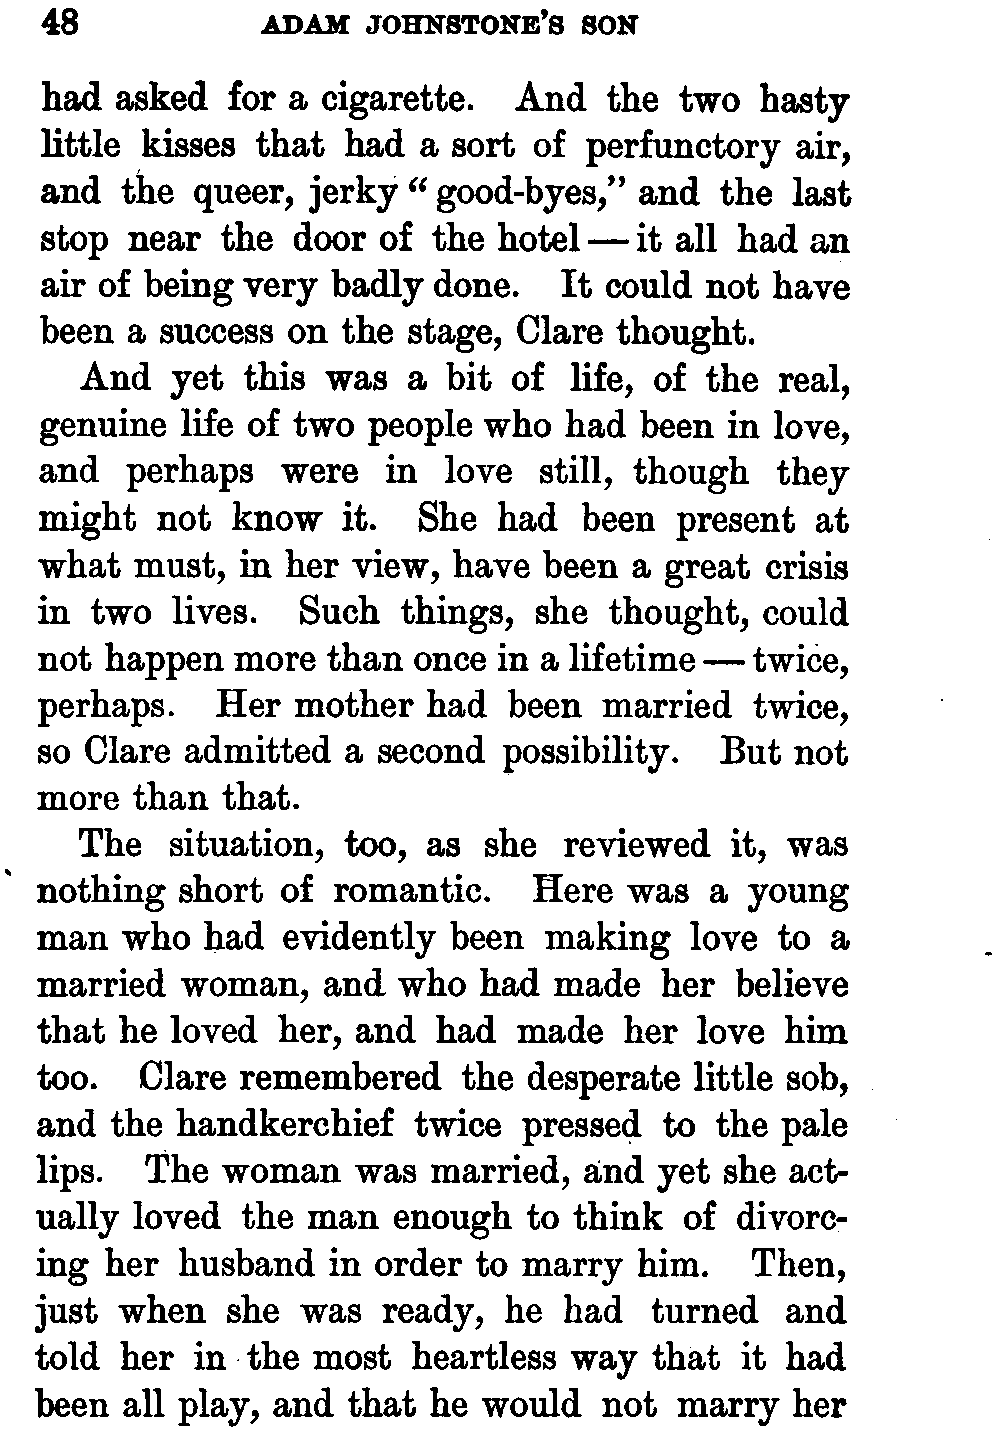 48 ADAM JOHNSTONE'S SON
had asked for a cigarette. And the two hasty
little kisses that had a sort of perfunctory air,
and the queer, jerky "good-byes," and the last
stop near the door of the hotel — it all had an
air of being very badly done. It could not have
been a success on the stage, Clare thought.
And yet this was a bit of life, of the real,
genuine life of two people who had been in love,
and perhaps were in love still, though they
might not know it. She had been present at
what must, in her view, have been a great crisis
in two lives. Such things, she thought, could
not happen more than once in a lifetime — twice,
perhaps. Her mother had been married twice,
so Clare admitted a second possibility. But not
more than that.
The situation, too, as she reviewed it, was
nothing short of romantic. Here was a young
man who had evidently been making love to a
married woman, and who had made her believe
that he loved her, and had made her love him
too. Clare remembered the desperate little sob,
and the handkerchief twice pressed to the pale
lips. The woman was married, and yet she act-
ually loved the man enough to think of divorc-
ing her husband in order to marry him. Then,
just when she was ready, he had turned and
told her in the most heartless way that it had
been all play, and that he would not marry her